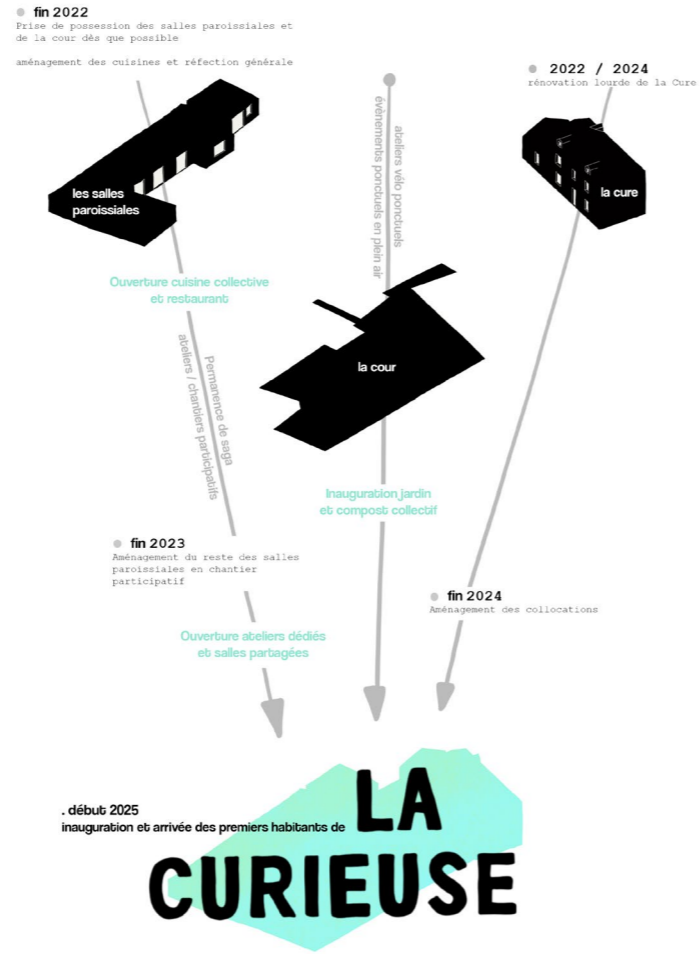 fin 2022
Prise de possession des salles paroissiales et
de la cour dès que possible
aménagement des cuisines et réfection générale
2022 / 2024
rénovation lourde de la Cure
les salles
paroissiales
la cure
évènements ponctuels en plein air
ateliers vélo ponctuels
Ouverture cuisine collective
et restaurant
la cour
Permanence de saga
ateliers / chantiers participatifs
Inauguration jardin
et compost collectif
fin 2023
Aménagement du reste des salles
paroissiales en chantier
participatif
fin 2024
Aménagement des collocations
Ouverture ateliers dédiés
et salles partagées
. début 2025
inauguration et arrivée des premiers habitants de
LA
CURIEUSE